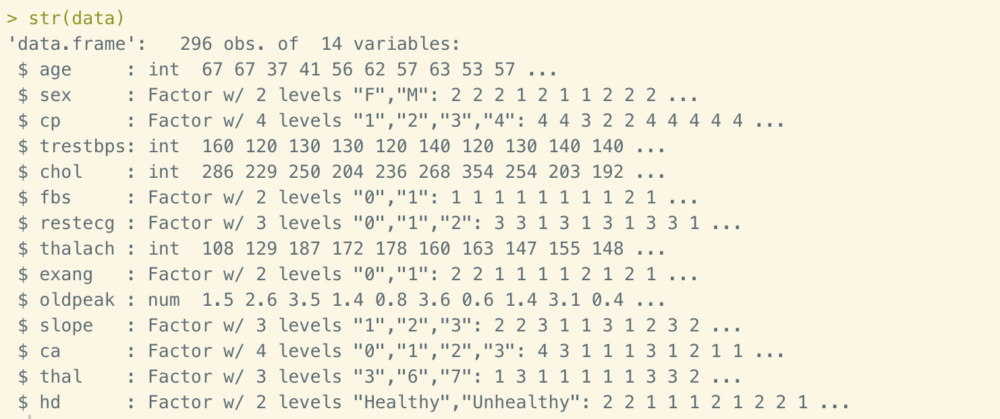 > str(data)
'data.frame':   296 obs. of  14 variables:
 $ age     : int  67 67 37 41 56 62 57 63 53 57 ...
 $ sex     : Factor w/ 2 levels "F","M": 2 2 2 1 2 1 1 2 2 2 ...
 $ cp      : Factor w/ 4 levels "1","2","3","4": 4 4 3 2 2 4 4 4 4 4 ...
 $ trestbps: int  160 120 130 130 120 140 120 130 140 140 ...
 $ chol    : int  286 229 250 204 236 268 354 254 203 192 ...
 $ fbs     : Factor w/ 2 levels "0","1": 1 1 1 1 1 1 1 1 2 1 ...
 $ restecg : Factor w/ 3 levels "0","1","2": 3 3 1 3 1 3 1 3 3 1 ...
 $ thalach : int  108 129 187 172 178 160 163 147 155 148 ...
 $ exang   : Factor w/ 2 levels "0","1": 2 2 1 1 1 1 2 1 2 1 ...
 $ oldpeak : num  1.5 2.6 3.5 1.4 0.8 3.6 0.6 1.4 3.1 0.4 ...
 $ slope   : Factor w/ 3 levels "1","2","3": 2 2 3 1 1 3 1 2 3 2 ...
 $ ca      : Factor w/ 4 levels "0","1","2","3": 4 3 1 1 1 3 1 2 1 1 ...
 $ thal    : Factor w/ 3 levels "3","6","7": 1 3 1 1 1 1 1 3 3 2 ...
 $ hd      : Factor w/ 2 levels "Healthy","Unhealthy": 2 2 1 1 1 2 1 2 2 1 ...